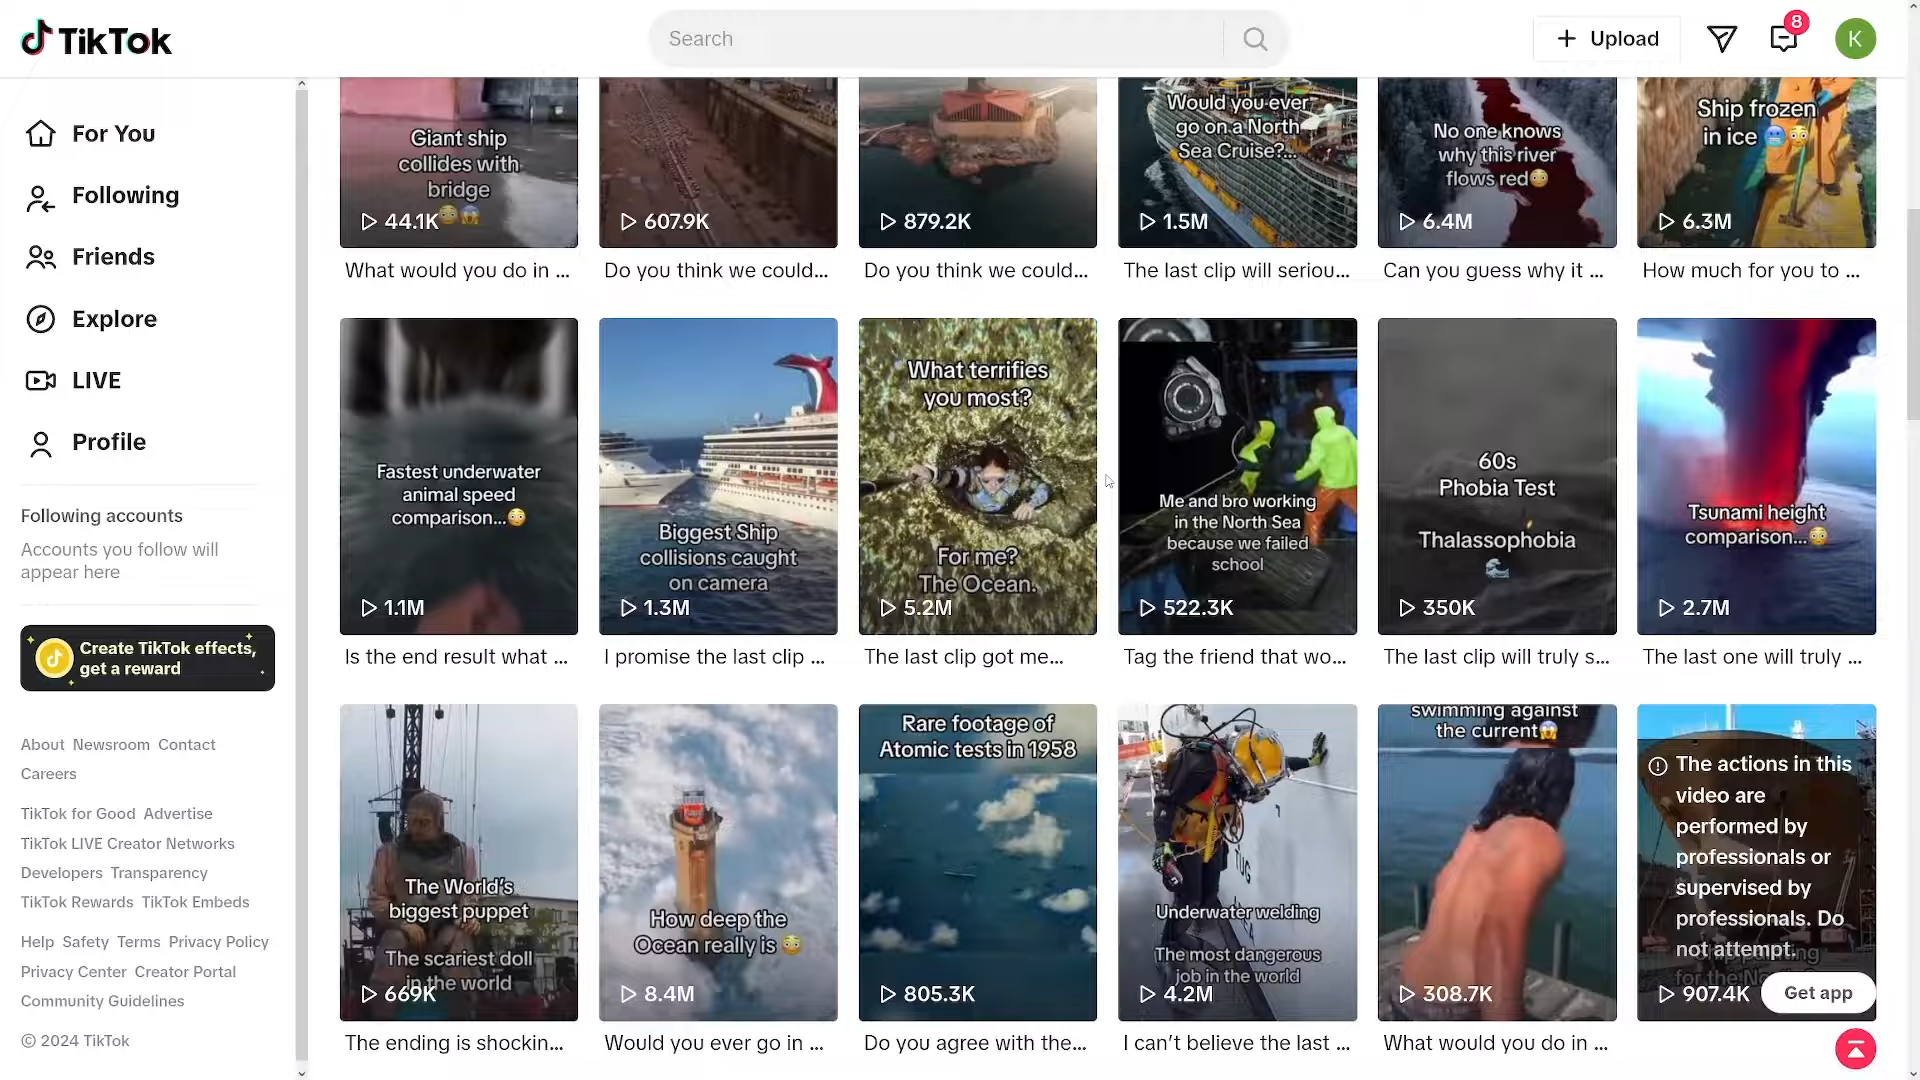 TikTok
Search
Upload
8
K
For You
Following
Friends
Explore
LIVE
Profile
Following accounts
Accounts you follow will
appear here
Create TikTok effects,
get a reward
About Newsroom Contact
Careers
TikTok for Good Advertise
TikTok LIVE Creator Networks
Developers Transparency
TikTok Rewards TikTok Embeds
Help Safety Terms Privacy Policy
Privacy Center Creator Portal
Community Guidelines
© 2024 TikTok
Giant ship
collides with
bridge
44.1K
What would you do in ...
607.9K
Do you think we could...
879.2K
Do you think we could...
Would you ever
go on a North
Sea Cruise?...
1.5M
The last clip will seriou...
No one knows
why this river
flows red😳
6.4M
Can you guess why it ...
Ship frozen
in ice 🥶😳
6.3M
How much for you to ...
Fastest underwater
animal speed
comparison...😳
1.1M
Is the end result what ...
Biggest Ship
collisions caught
on camera
1.3M
I promise the last clip ...
What terrifies
you most?
For me?
The Ocean.
5.2M
The last clip got me...
Me and bro working
in the North Sea
because we failed
school
522.3K
Tag the friend that wo...
60s
Phobia Test
Thalassophobia
🌊
350K
The last clip will truly s...
Tsunami height
comparison...😳
2.7M
The last one will truly ...
The World's
biggest puppet
The scariest doll
in the world
669K
The ending is shockin...
How deep the
Ocean really is 😳
8.4M
Would you ever go in ...
Rare footage of
Atomic tests in 1958
805.3K
Do you agree with the...
TUG
Underwater welding
The most dangerous
job in the world
4.2M
I can't believe the last ...
swimming against
the current😱
308.7K
What would you do in ...
The actions in this
video are
performed by
professionals or
supervised by
professionals. Do
not attempt.
for the
907.4K
Get app